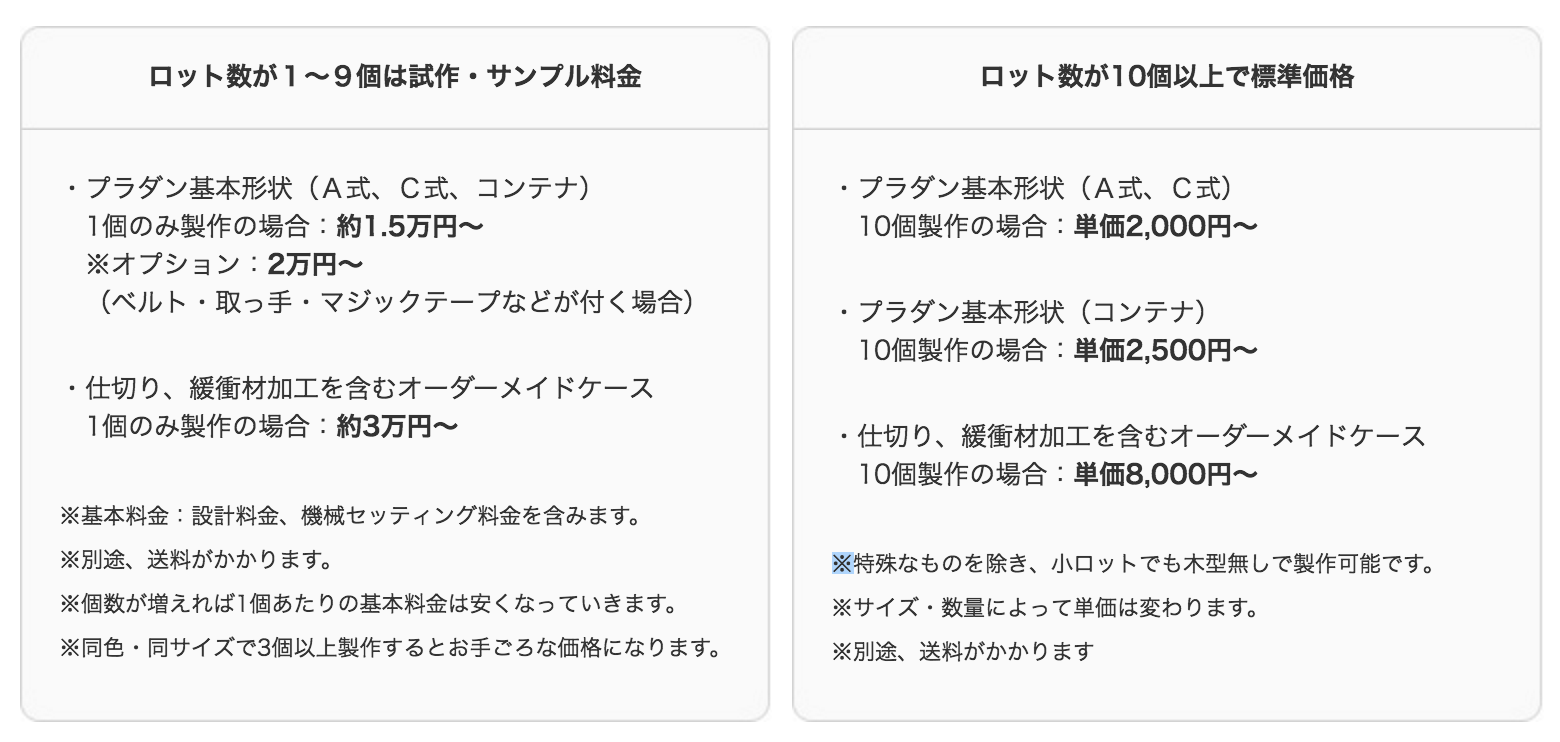 ロット数が１〜９個は試作・サンプル料金
・プラダン基本形状（Ａ式、Ｃ式、コンテナ）
1個のみ製作の場合：約1.5万円〜
※オプション：2万円〜
（ベルト・取っ手・マジックテープなどが付く場合）
・仕切り、緩衝材加工を含むオーダーメイドケース
1個のみ製作の場合：約3万円〜
※基本料金：設計料金、機械セッティング料金を含みます。
※別途、送料がかかります。
※個数が増えれば1個あたりの基本料金は安くなっていきます。
※同色・同サイズで3個以上製作するとお手ごろな価格になります。
ロット数が10個以上で標準価格
・プラダン基本形状（Ａ式、Ｃ式）
10個製作の場合：単価2,000円〜
・プラダン基本形状（コンテナ）
10個製作の場合：単価2,500円〜
・仕切り、緩衝材加工を含むオーダーメイドケース
10個製作の場合：単価8,000円〜
※特殊なものを除き、小ロットでも木型無しで製作可能です。
※サイズ・数量によって単価は変わります。
※別途、送料がかかります